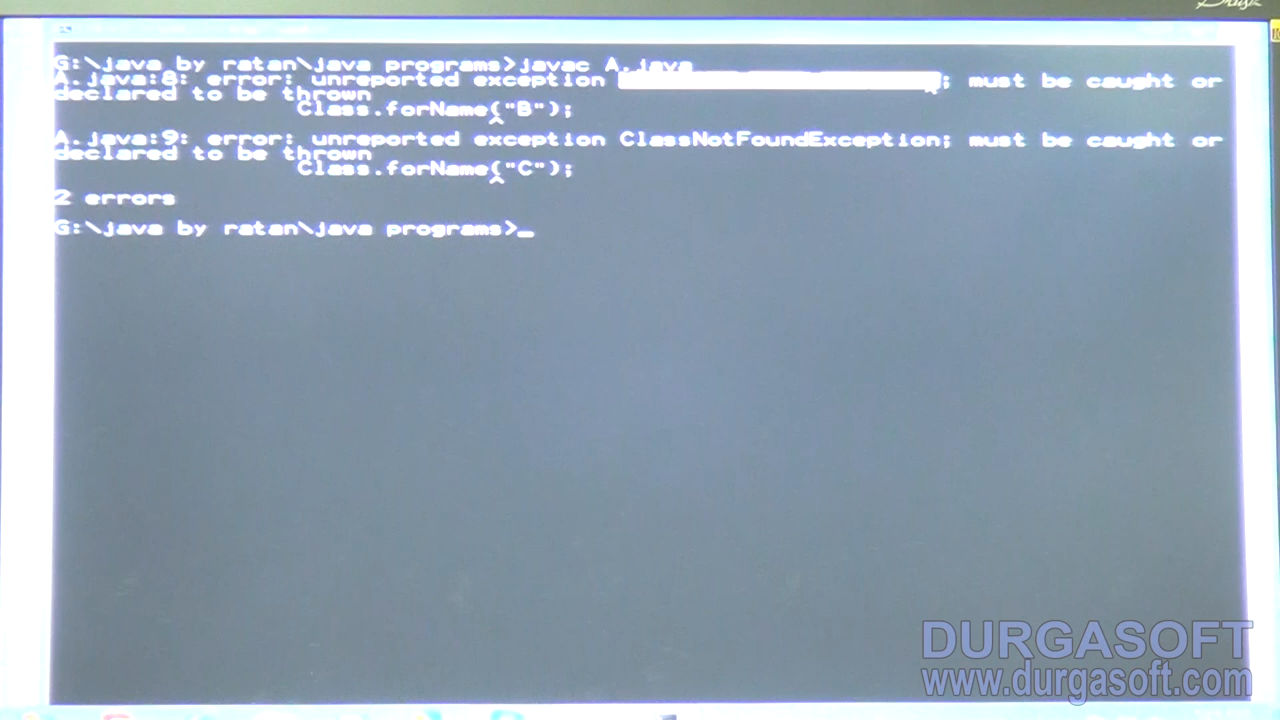 G:\java by ratan\java programs>javac A.java
A.java:8: error: unreported exception ; must be caught or
declared to be thrown
Class.forName("B");
^
A.java:9: error: unreported exception ClassNotFoundException; must be caught or
declared to be thrown
Class.forName("C");
^
2 errors
G:\java by ratan\java programs>_
DURGASOFT
www.durgasoft.com